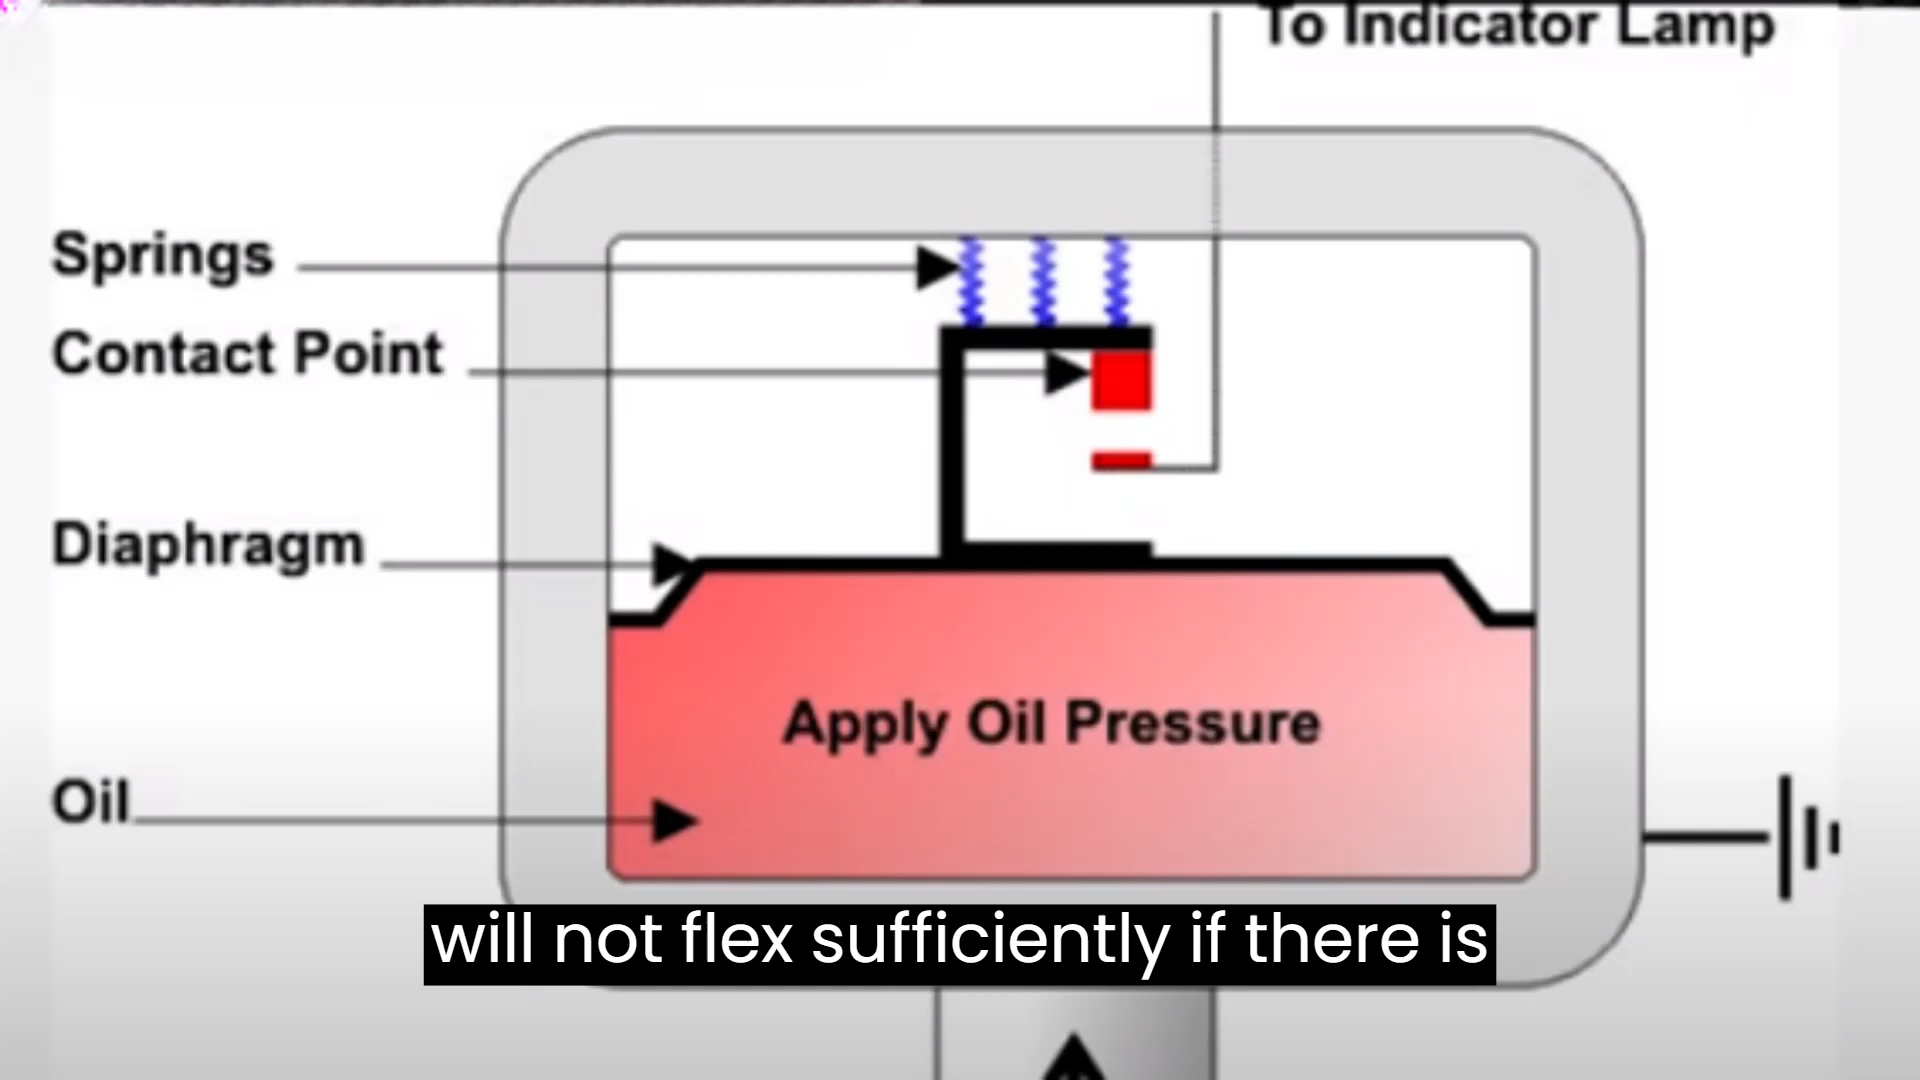 To Indicator Lamp
Springs
Contact Point
Diaphragm
Apply Oil Pressure
Oil
will not flex sufficiently if there is